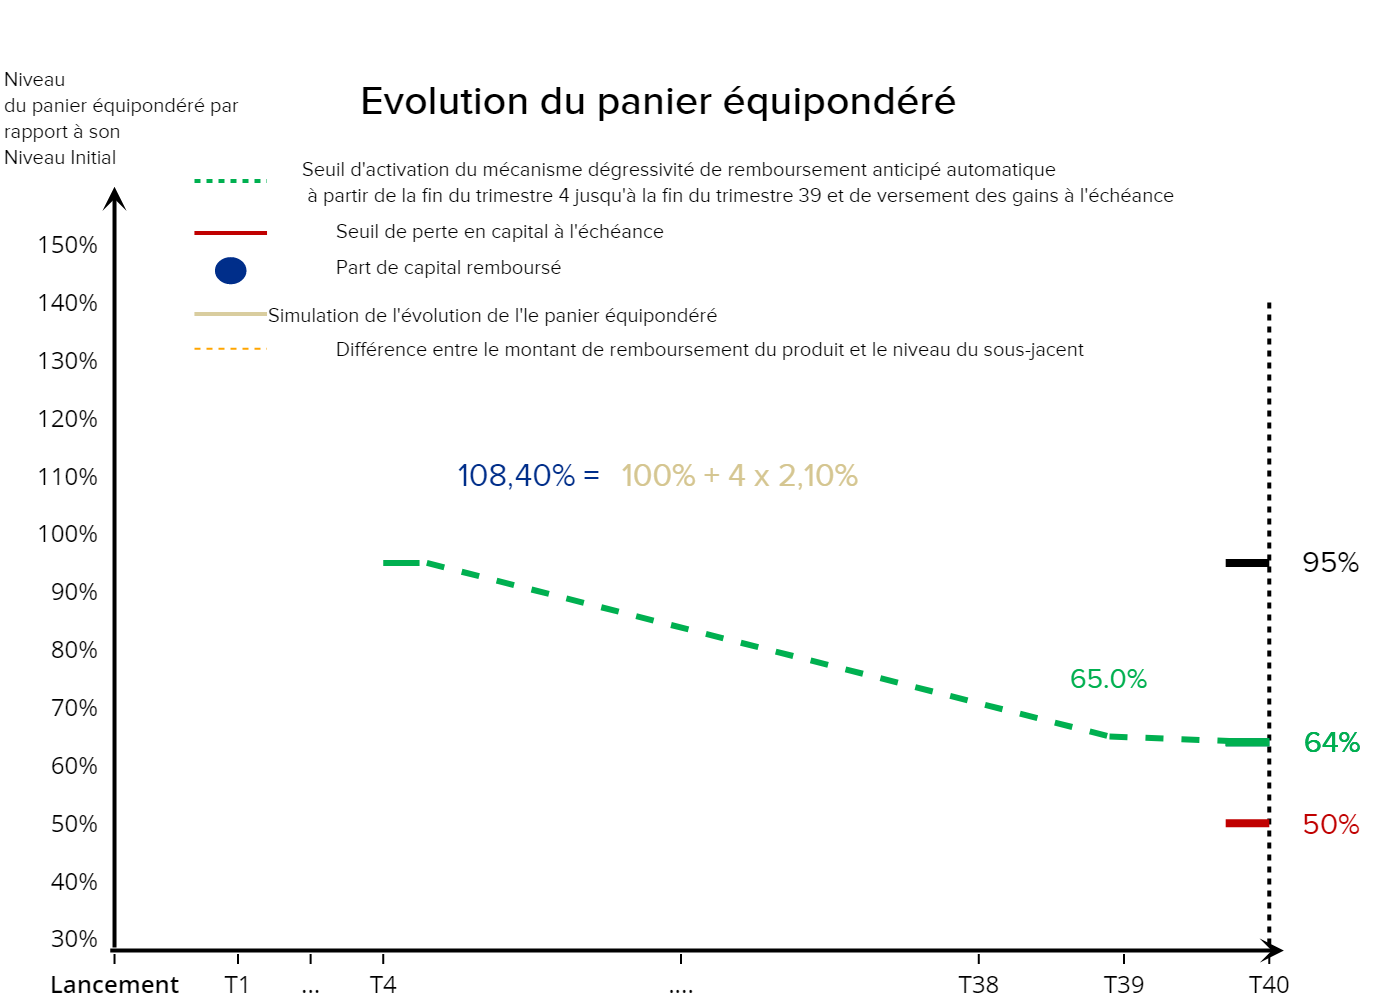 Niveau
du panier équipondéré par
rapport à son
Niveau Initial
Evolution du panier équipondéré
Seuil d'activation du mécanisme dégressivité de remboursement anticipé automatique
à partir de la fin du trimestre 4 jusqu'à la fin du trimestre 39 et de versement des gains à l'échéance
Seuil de perte en capital à l'échéance
Part de capital remboursé
Simulation de l'évolution de l'le panier équipondéré
Différence entre le montant de remboursement du produit et le niveau du sous-jacent
150%
140%
130%
120%
110%
100%
90%
80%
70%
60%
50%
40%
30%
108,40% = 100% + 4 x 2,10%
95%
65.0%
64%
50%
Lancement T1 ... T4 .... T38 T39 T40